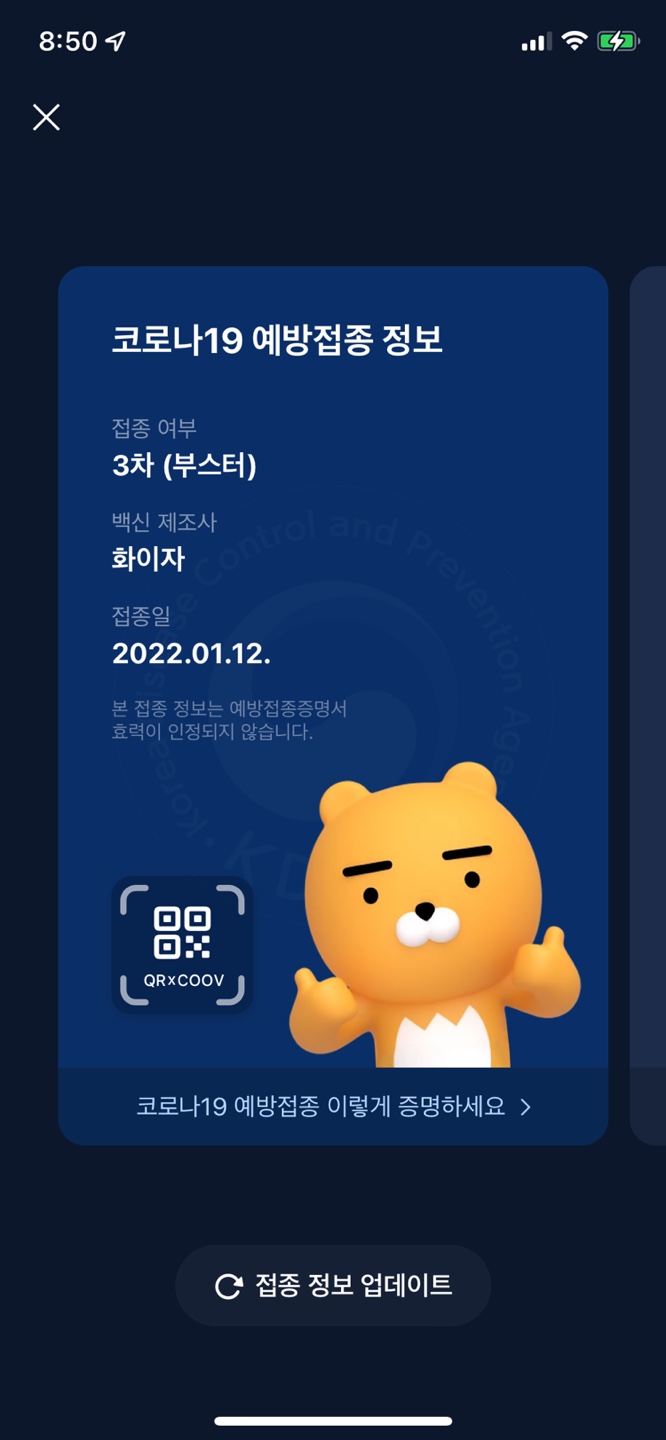 8:50
코로나19 예방접종 정보
접종 여부
3차 (부스터)
백신 제조사
화이자
접종일
2022.01.12.
본 접종 정보는 예방접종증명서
효력이 인정되지 않습니다.
Korea Disease Control and Prevention Agency
QRxCOOV
코로나19 예방접종 이렇게 증명하세요
접종 정보 업데이트